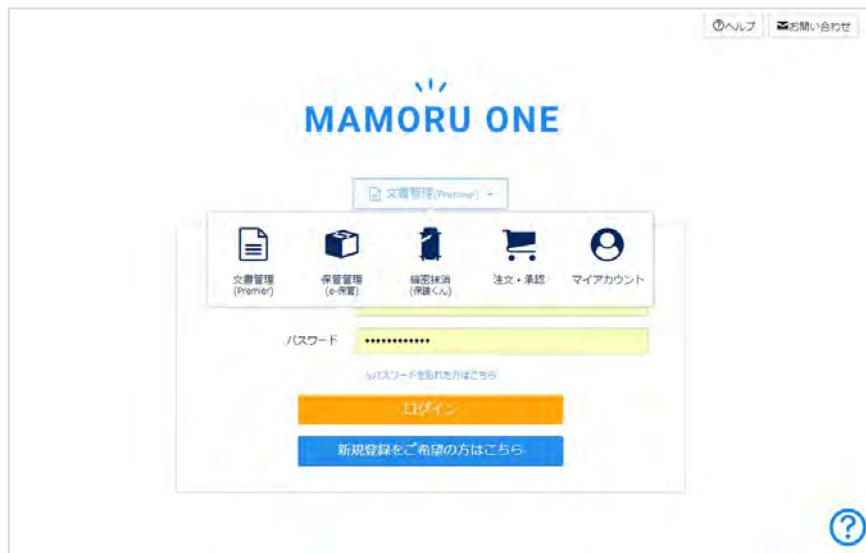 ヘルプ
お問い合わせ
MAMORU ONE
文書管理(Premier)
文書管理
(Premier)
保管管理
(e-保管)
機密抹消
(保護くん)
注文・承認
マイアカウント
パスワード
••••••••••••
パスワードを忘れた方はこちら
ログイン
新規登録をご希望の方はこちら